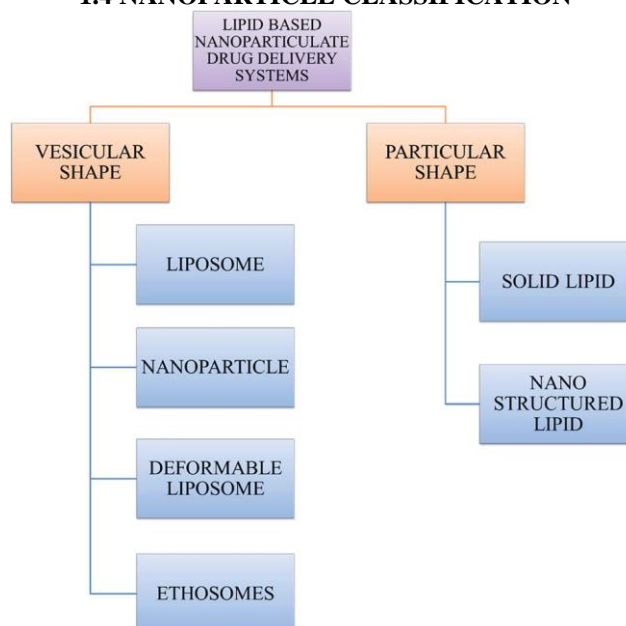 1.4 NANOPARTICLE CLASSIFICATION
LIPID BASED
NANOPARTICULATE
DRUG DELIVERY
SYSTEMS
VESICULAR
SHAPE
LIPOSOME
NANOPARTICLE
DEFORMABLE
LIPOSOME
ETHOSOMES
PARTICULAR
SHAPE
SOLID LIPID
NANO
STRUCTURED
LIPID